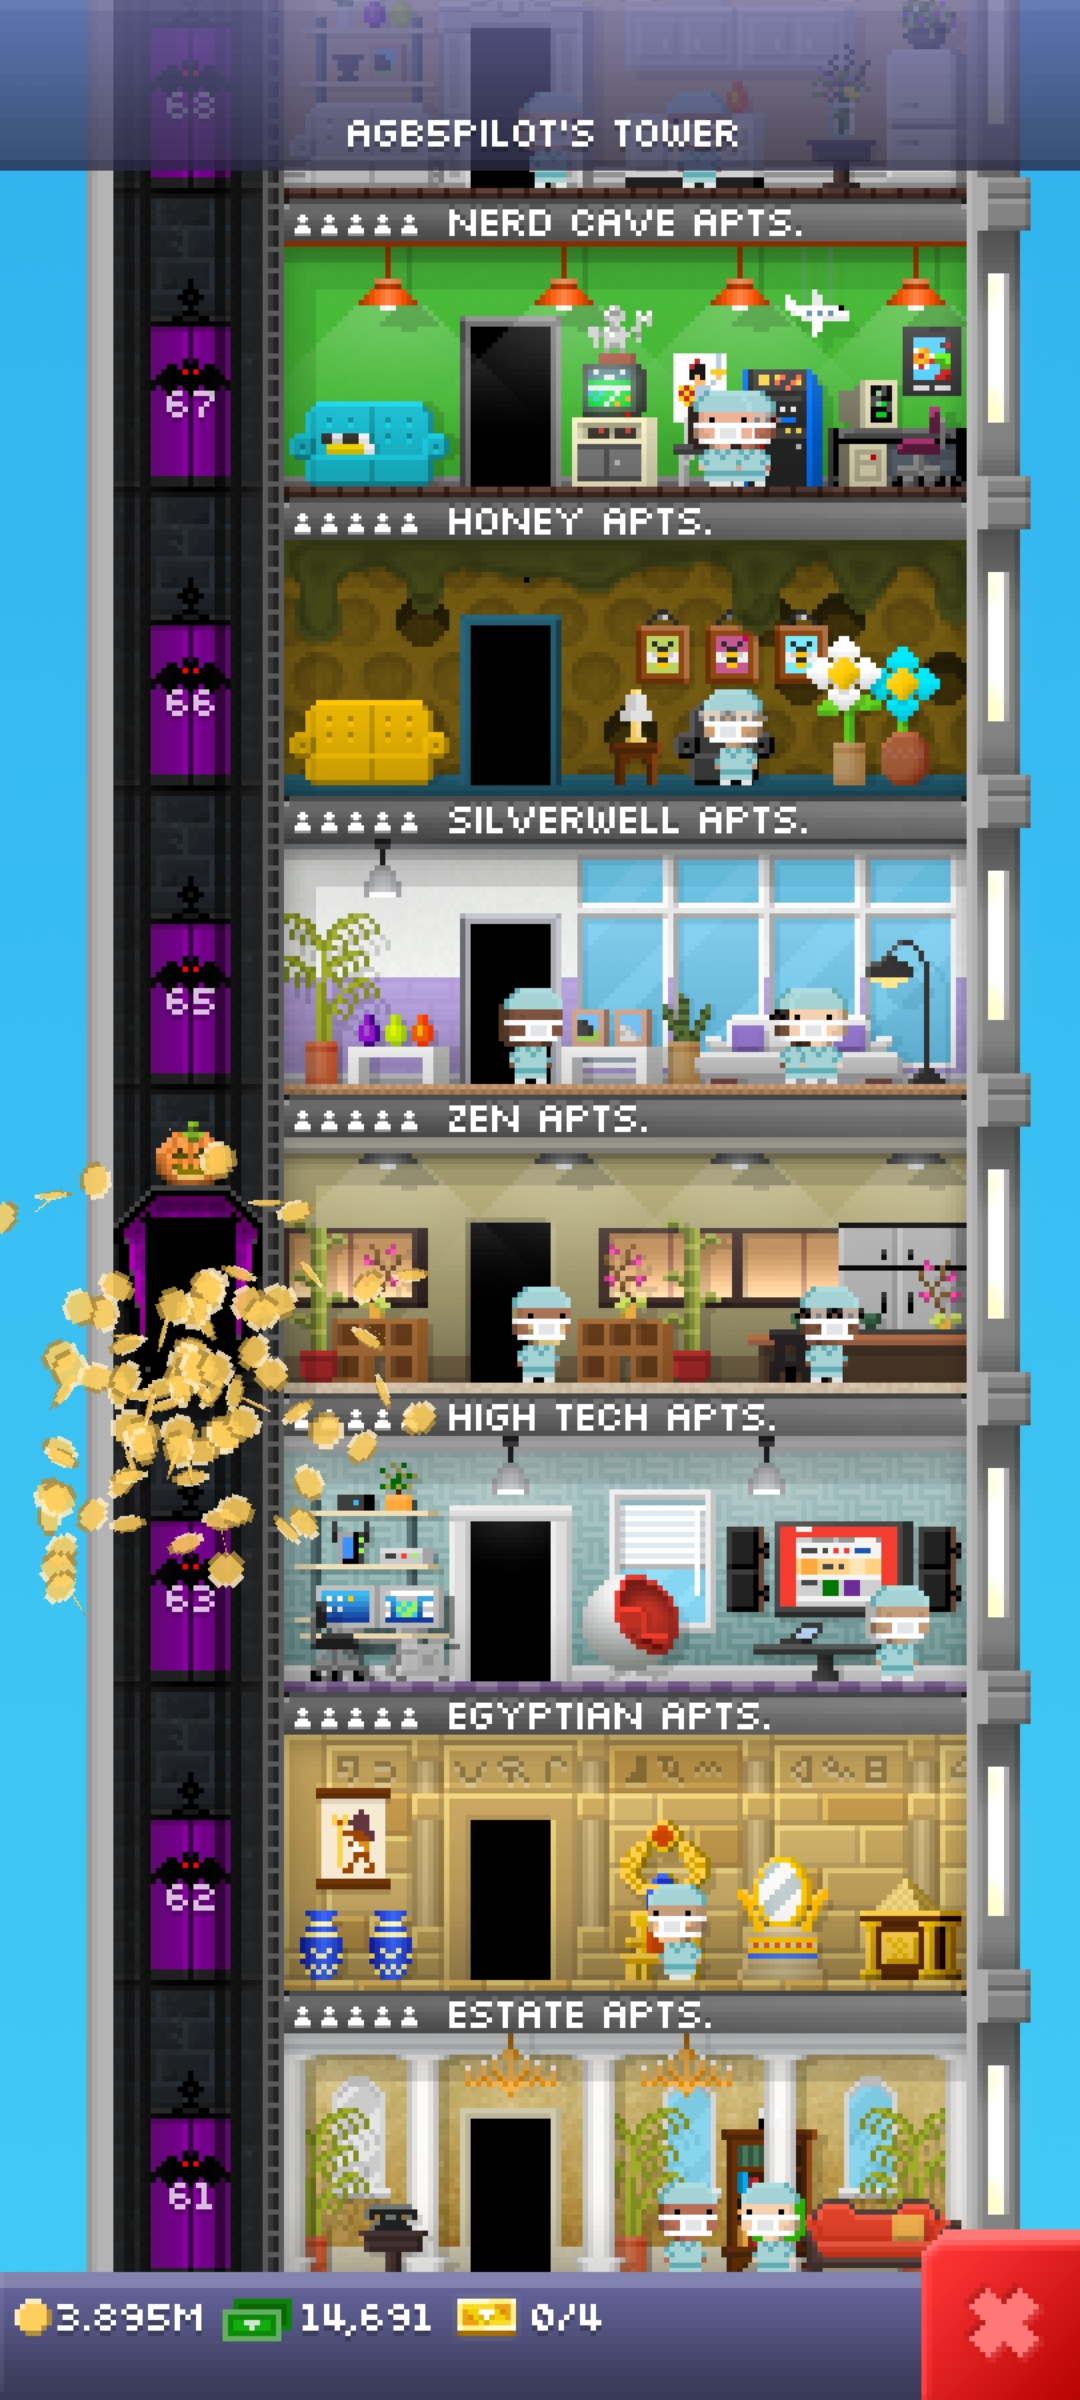 68
AGB5PILOT'S TOWER
NERD CAVE APTS.
67
HONEY APTS.
66
SILVERWELL APTS.
65
ZEN APTS.
HIGH TECH APTS.
63
EGYPTIAN APTS.
62
ESTATE APTS.
61
3.895M 14,691 0/4